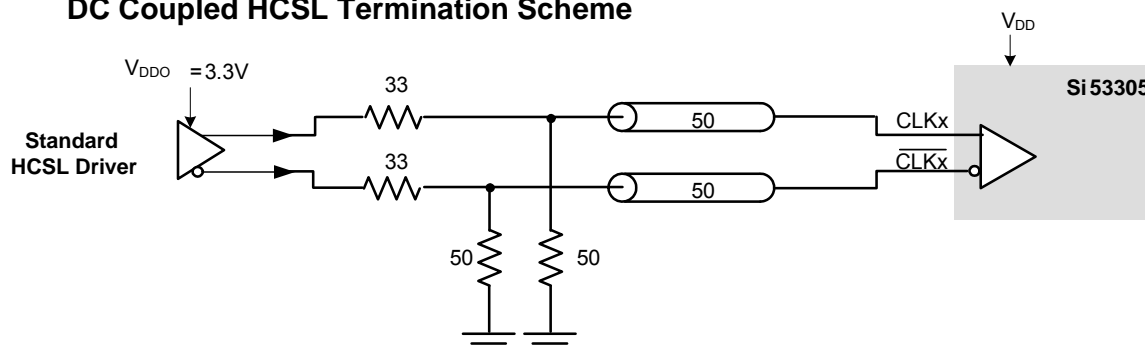 DC Coupled HCSL Termination Scheme
VDD
VDDO = 3.3V
Si53305
33
Standard
HCSL Driver
50
CLKx
33
CLKx
50
50
50